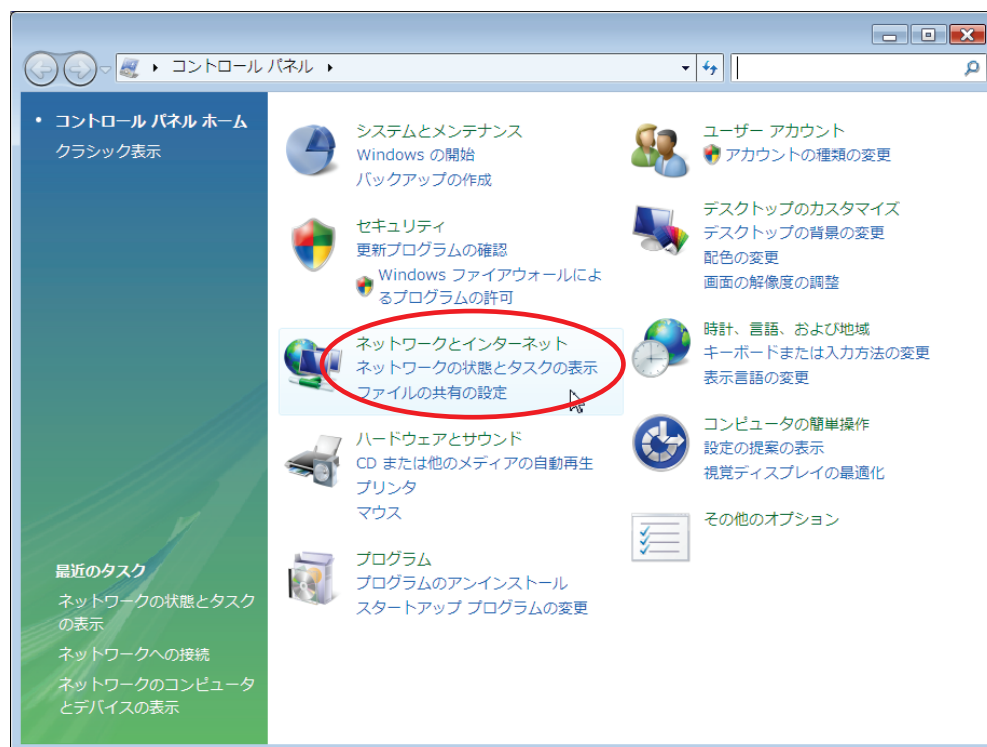 コントロール パネル
コントロール パネル ホーム
クラシック表示
最近のタスク
ネットワークの状態とタスク
の表示
ネットワークへの接続
ネットワークのコンピュータ
とデバイスの表示
システムとメンテナンス
Windows の開始
バックアップの作成
セキュリティ
更新プログラムの確認
Windows ファイアウォールによ
るプログラムの許可
ネットワークとインターネット
ネットワークの状態とタスクの表示
ファイルの共有の設定
ハードウェアとサウンド
CD または他のメディアの自動再生
プリンタ
マウス
プログラム
プログラムのアンインストール
スタートアップ プログラムの変更
ユーザー アカウント
アカウントの種類の変更
デスクトップのカスタマイズ
デスクトップの背景の変更
配色の変更
画面の解像度の調整
時計、言語、および地域
キーボードまたは入力方法の変更
表示言語の変更
コンピュータの簡単操作
設定の提案の表示
視覚ディスプレイの最適化
その他のオプション